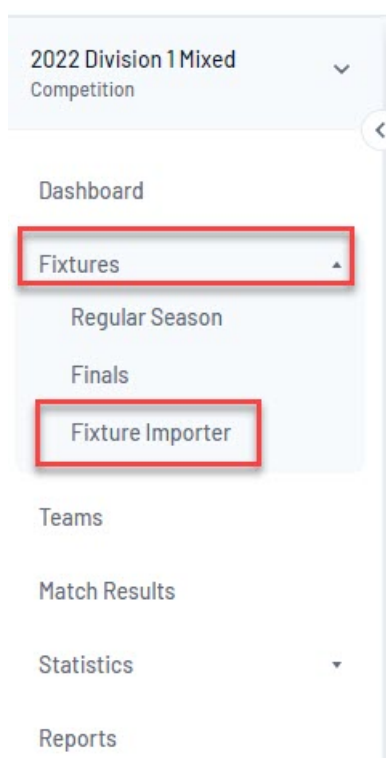 2022 Division 1 Mixed
Competition
Dashboard
Fixtures
Regular Season
Finals
Fixture Importer
Teams
Match Results
Statistics
Reports